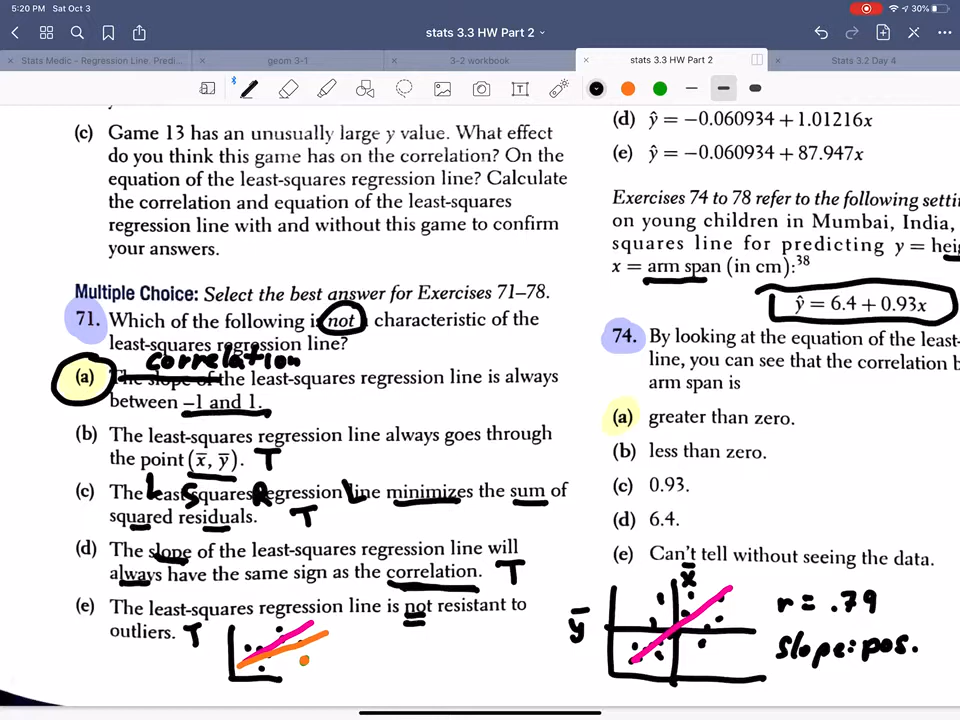 5:20 PM Sat Oct 3
30%
stats 3.3 HW Part 2
Stats Medic - Regression Line, Predi...
geom 3-1
3-2 workbook
stats 3.3 HW Part 2
Stats 3.2 Day 4
(c) Game 13 has an unusually large y value. What effect
do you think this game has on the correlation? On the
equation of the least-squares regression line? Calculate
the correlation and equation of the least-squares
regression line with and without this game to confirm
your answers.
Multiple Choice: Select the best answer for Exercises 71–78.
71. Which of the following is not a characteristic of the
least-squares regression line?
correlation
(a) The slope of the least-squares regression line is always
between −1 and 1.
(b) The least-squares regression line always goes through
the point (x̄, ȳ). T
(c) The least-squares regression line minimizes the sum of
L S R L
squared residuals. T
(d) The slope of the least-squares regression line will
always have the same sign as the correlation. T
(e) The least-squares regression line is not resistant to
outliers. T
(d) ŷ = −0.060934 + 1.01216x
(e) ŷ = −0.060934 + 87.947x
Exercises 74 to 78 refer to the following setti
on young children in Mumbai, India,
squares line for predicting y = heig
x = arm span (in cm):38
ŷ = 6.4 + 0.93x
74. By looking at the equation of the least-
line, you can see that the correlation b
arm span is
(a) greater than zero.
(b) less than zero.
(c) 0.93.
(d) 6.4.
(e) Can't tell without seeing the data.
x̄
ȳ
r = .79
slope: pos.